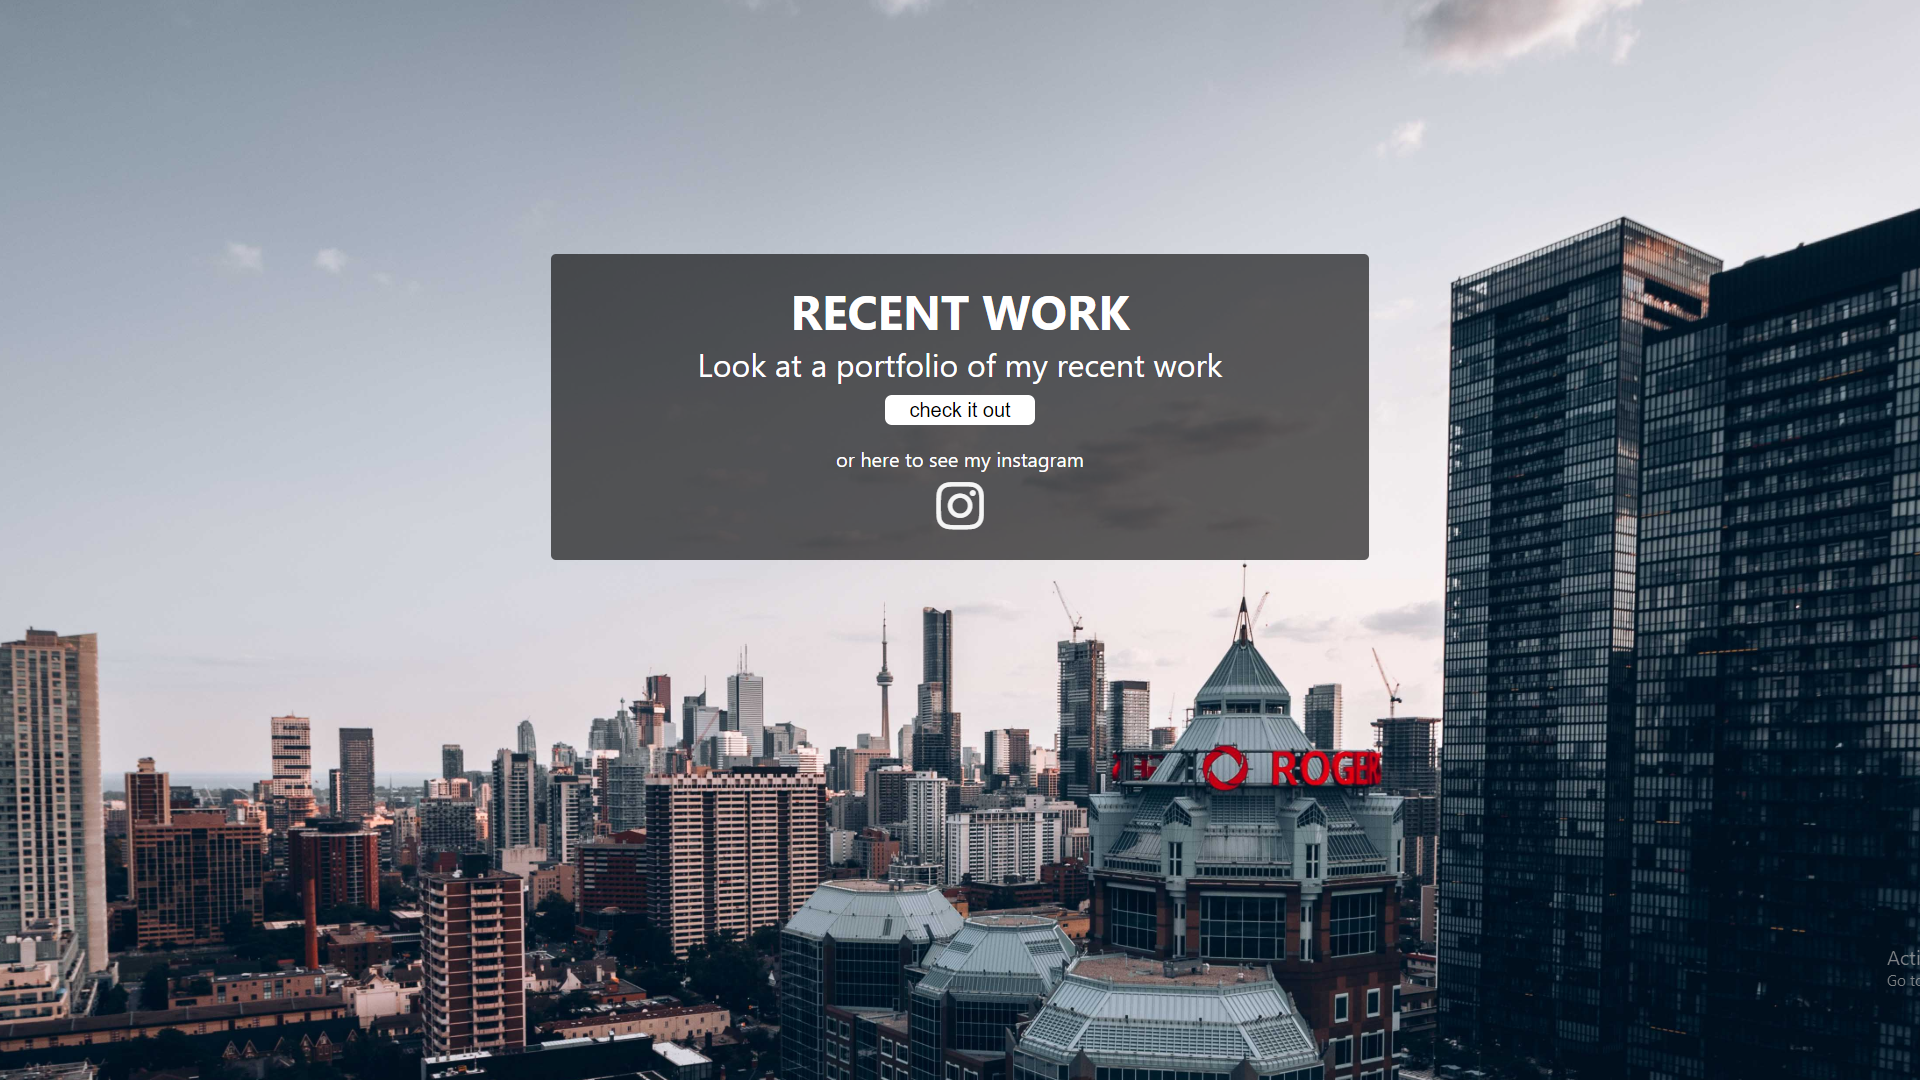 RECENT WORK
Look at a portfolio of my recent work
check it out
or here to see my instagram
ROGER
Acti
Go to